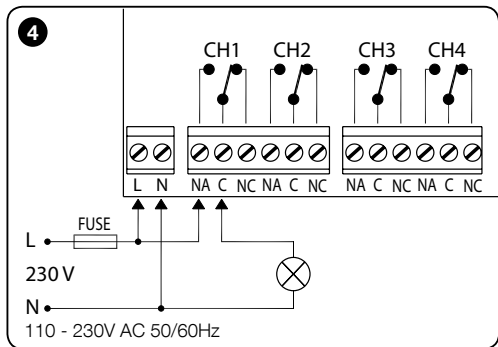 4
CH1 CH2 CH3 CH4
L N NA C NC NA C NC NA C NC NA C NC
FUSE
L
230 V
N
110 - 230V AC 50/60Hz